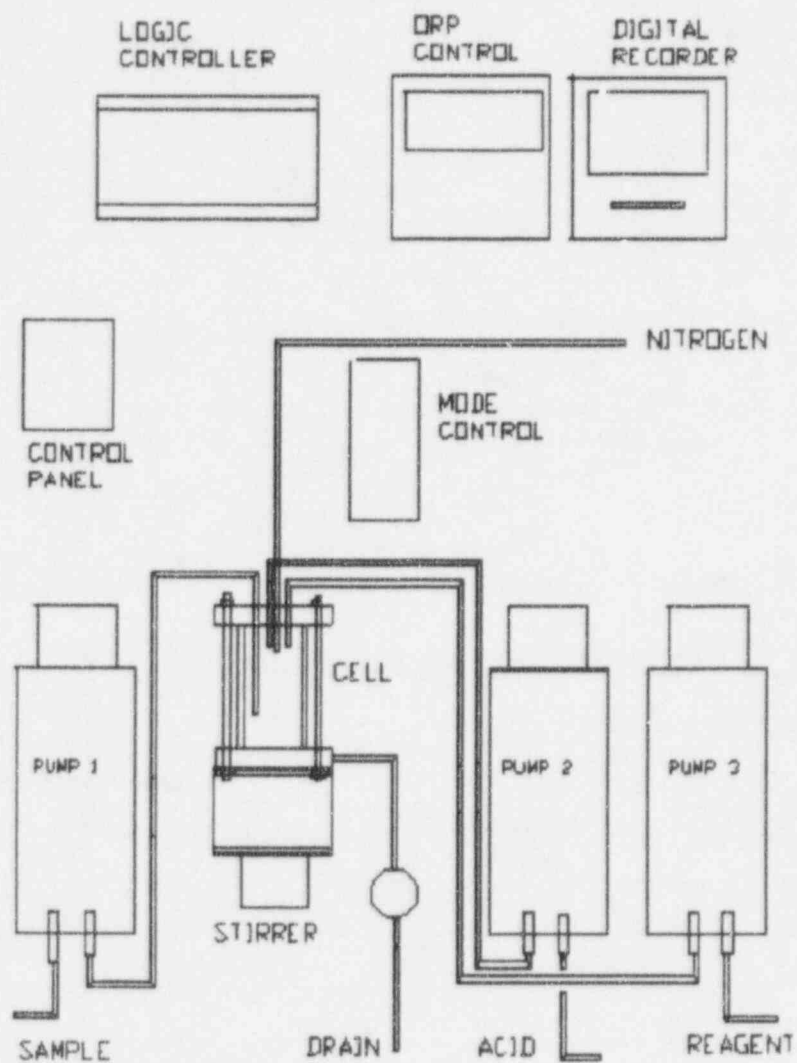 LOGIC
CONTROLLER
ORP
CONTROL
DIGITAL
RECORDER
NITROGEN
MODE
CONTROL
CONTROL
PANEL
CELL
PUMP 1
PUMP 2
PUMP 3
STIRRER
SAMPLE
DRAIN
ACID
REAGENT